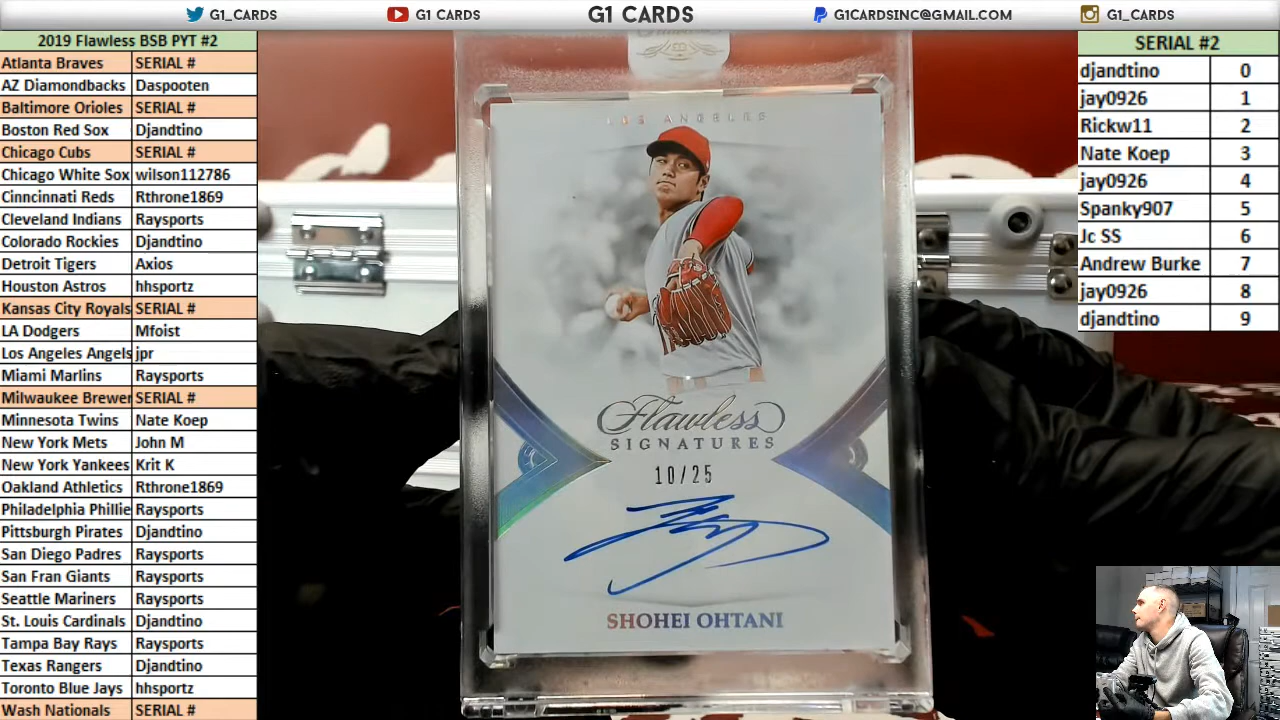 G1_CARDS
G1 CARDS
G1 CARDS
G1CARDSINC@GMAIL.COM
G1_CARDS
2019 Flawless BSB PYT #2
Atlanta Braves SERIAL #
AZ Diamondbacks Daspooten
Baltimore Orioles SERIAL #
Boston Red Sox Djandtino
Chicago Cubs SERIAL #
Chicago White Sox wilson112786
Cinncinnati Reds Rthrone1869
Cleveland Indians Raysports
Colorado Rockies Djandtino
Detroit Tigers Axios
Houston Astros hhsportz
Kansas City Royals SERIAL #
LA Dodgers Mfoist
Los Angeles Angels jpr
Miami Marlins Raysports
Milwaukee Brewer SERIAL #
Minnesota Twins Nate Koep
New York Mets John M
New York Yankees Krit K
Oakland Athletics Rthrone1869
Philadelphia Phillie Raysports
Pittsburgh Pirates Djandtino
San Diego Padres Raysports
San Fran Giants Raysports
Seattle Mariners Raysports
St. Louis Cardinals Djandtino
Tampa Bay Rays Raysports
Texas Rangers Djandtino
Toronto Blue Jays hhsportz
Wash Nationals SERIAL #
LOS ANGELES
Flawless
SIGNATURES
10/25
SHOHEI OHTANI
SERIAL #2
djandtino 0
jay0926 1
Rickw11 2
Nate Koep 3
jay0926 4
Spanky907 5
Jc SS 6
Andrew Burke 7
jay0926 8
djandtino 9